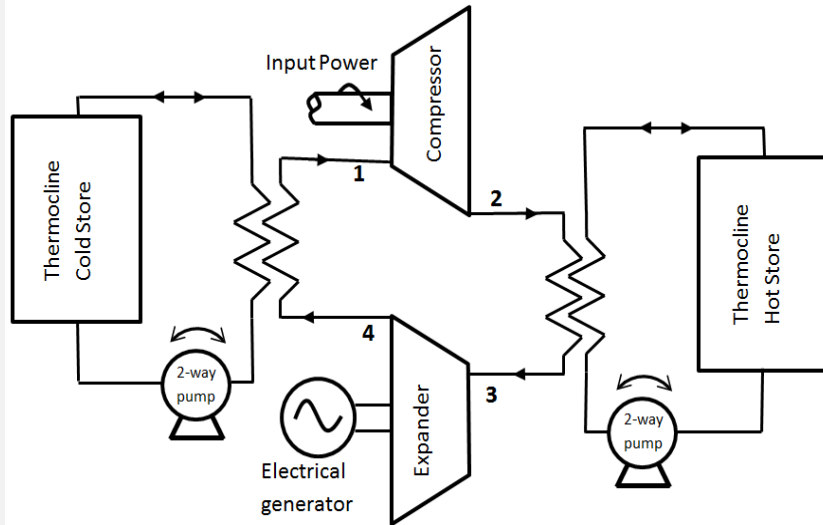 Input Power
Compressor
Thermocline
Cold Store
1
2
Thermocline
Hot Store
4
3
2-way
pump
Expander
2-way
pump
Electrical
generator